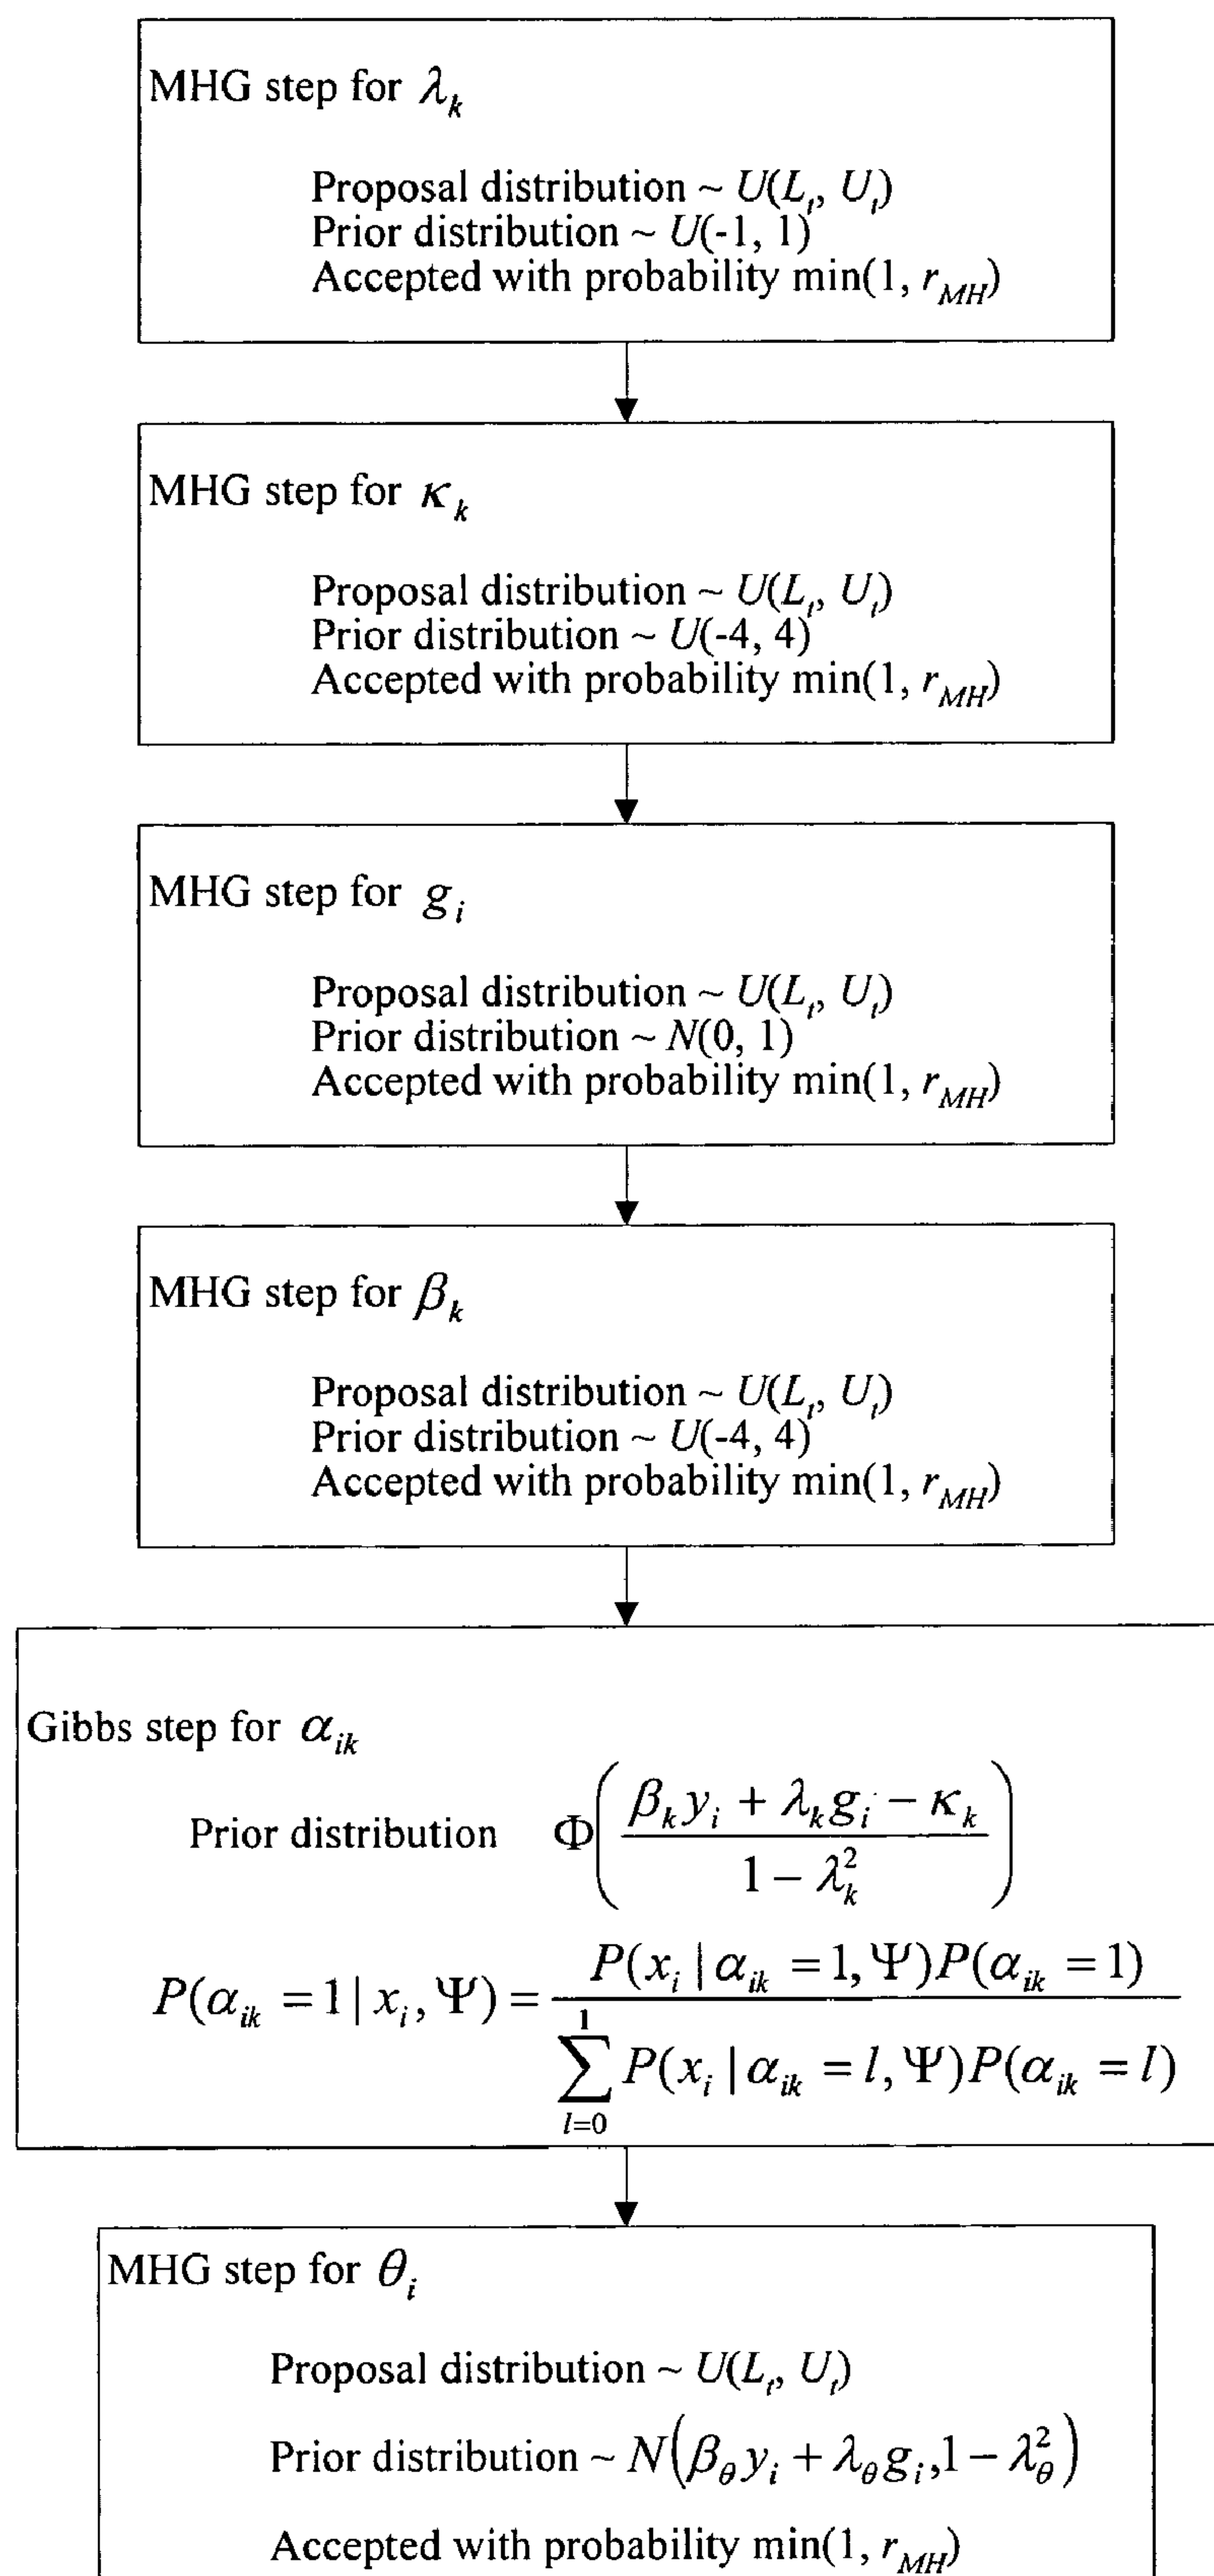 MHG step for λ_k
Proposal distribution ~ U(L_t, U_t)
Prior distribution ~ U(-1, 1)
Accepted with probability min(1, r_MH)
MHG step for κ_k
Proposal distribution ~ U(L_t, U_t)
Prior distribution ~ U(-4, 4)
Accepted with probability min(1, r_MH)
MHG step for g_i
Proposal distribution ~ U(L_t, U_t)
Prior distribution ~ N(0, 1)
Accepted with probability min(1, r_MH)
MHG step for β_k
Proposal distribution ~ U(L_t, U_t)
Prior distribution ~ U(-4, 4)
Accepted with probability min(1, r_MH)
Gibbs step for α_ik
Prior distribution Φ((β_k y_i + λ_k g_i − κ_k) / (1 − λ_k^2))
P(α_ik = 1 | x_i, Ψ) = P(x_i | α_ik = 1, Ψ)P(α_ik = 1) / ∑_{l=0}^{1} P(x_i | α_ik = l, Ψ)P(α_ik = l)
MHG step for θ_i
Proposal distribution ~ U(L_t, U_t)
Prior distribution ~ N(β_θ y_i + λ_θ g_i, 1 − λ_θ^2)
Accepted with probability min(1, r_MH)